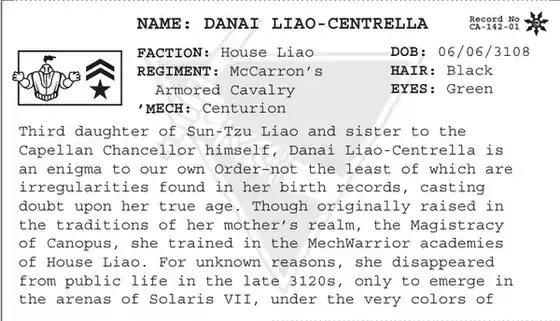 NAME: DANAI LIAO-CENTRELLA
Record No
CA-142-01
FACTION: House Liao
DOB: 06/06/3108
REGIMENT: McCarron's
HAIR: Black
Armored Cavalry
EYES: Green
'MECH: Centurion
Third daughter of Sun-Tzu Liao and sister to the
Capellan Chancellor himself, Danai Liao-Centrella is
an enigma to our own Order–not the least of which are
irregularities found in her birth records, casting
doubt upon her true age. Though originally raised in
the traditions of her mother's realm, the Magistracy
of Canopus, she trained in the MechWarrior academies
of House Liao. For unknown reasons, she disappeared
from public life in the late 3120s, only to emerge in
the arenas of Solaris VII, under the very colors of